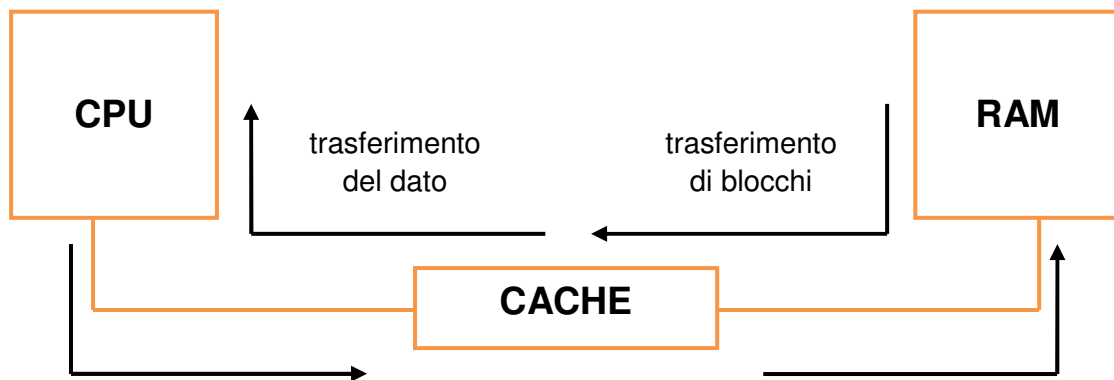 CPU
RAM
trasferimento
del dato
trasferimento
di blocchi
CACHE